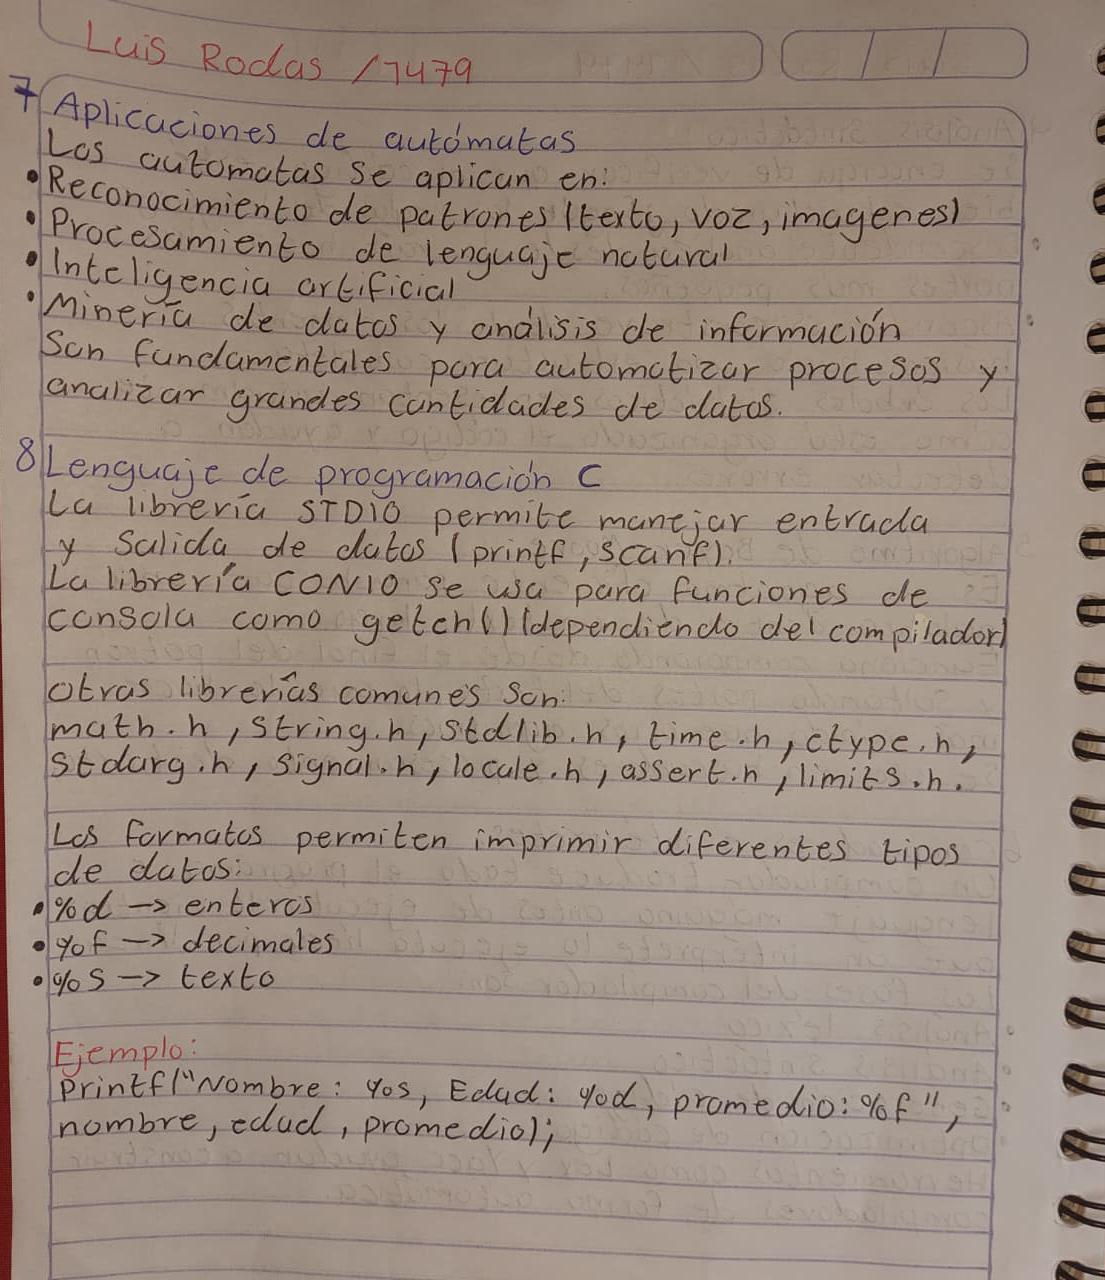 Luis Rodas /7479
7 Aplicaciones de autómatas
Los automatas se aplican en:
• Reconocimiento de patrones (texto, voz, imagenes)
• Procesamiento de lenguaje natural
• Inteligencia artificial
• Minería de datos y análisis de información
Son fundamentales para automatizar procesos y
analizar grandes cantidades de datos.
8 Lenguaje de programación C
La librería STDIO permite manejar entrada
y Salida de datos (printf, scanf).
La librería CONIO se usa para funciones de
consola como getch() (dependiendo del compilador)
otras librerías comunes son:
math.h, string.h, stdlib.h, time.h, ctype.h,
stdarg.h, signal.h, locale.h, assert.h, limits.h.
Los formatos permiten imprimir diferentes tipos
de datos:
• %d → enteros
• %f → decimales
• %s → texto
Ejemplo:
Printf("Nombre: %s, Edad: %d, promedio: %f",
nombre, edad, promedio);